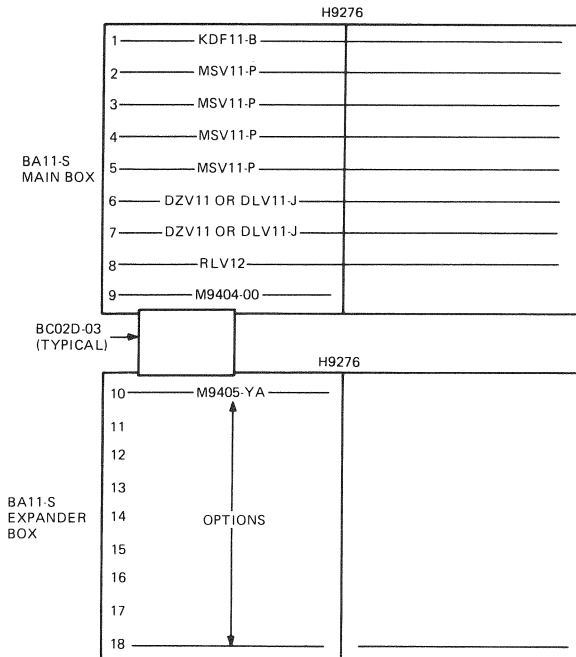 H9276
1 KDF11-B
2 MSV11-P
3 MSV11-P
4 MSV11-P
BA11-S
MAIN BOX
5 MSV11-P
6 DZV11 OR DLV11-J
7 DZV11 OR DLV11-J
8 RLV12
9 M9404-00
BC02D-03
(TYPICAL)
H9276
10 M9405-YA
11
12
13
BA11-S
EXPANDER
BOX
14 OPTIONS
15
16
17
18